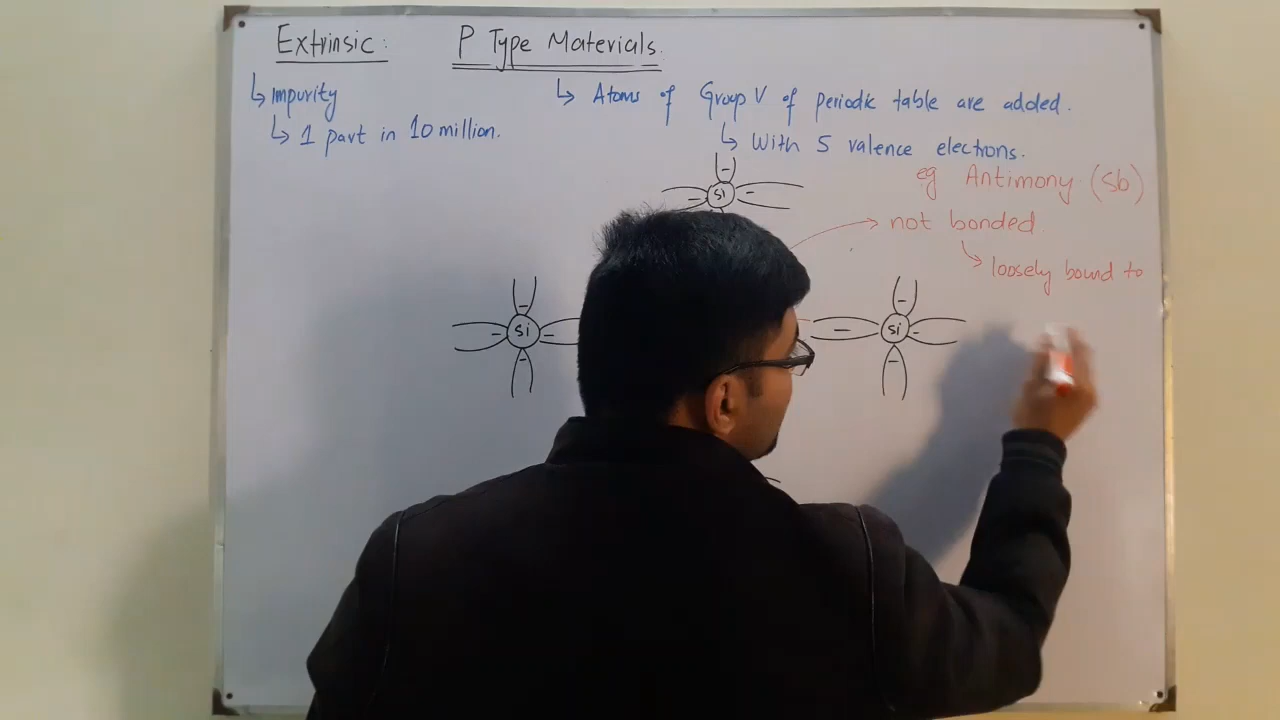 Extrinsic:
P Type Materials.
↳ Impurity
↳ 1 part in 10 million.
↳ Atoms of Group V of periodic table are added.
↳ With 5 valence electrons.
eg Antimony (Sb)
not bonded.
loosely bound to
Si
Si
Si